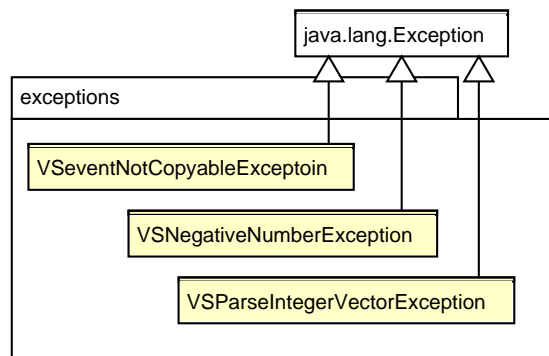 java.lang.Exception
exceptions
VSeventNotCopyableExceptoin
VSNegativeNumberException
VSParseIntegerVectorException